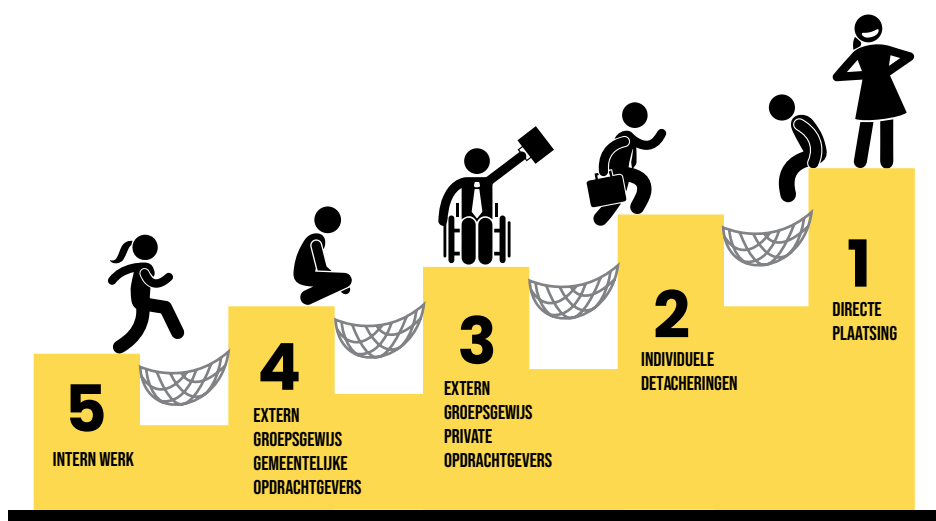 5
INTERN WERK
4
EXTERN
GROEPSGEWIJS
GEMEENTELIJKE
OPDRACHTGEVERS
3
EXTERN
GROEPSGEWIJS
PRIVATE
OPDRACHTGEVERS
2
INDIVIDUELE
DETACHERINGEN
1
DIRECTE
PLAATSING